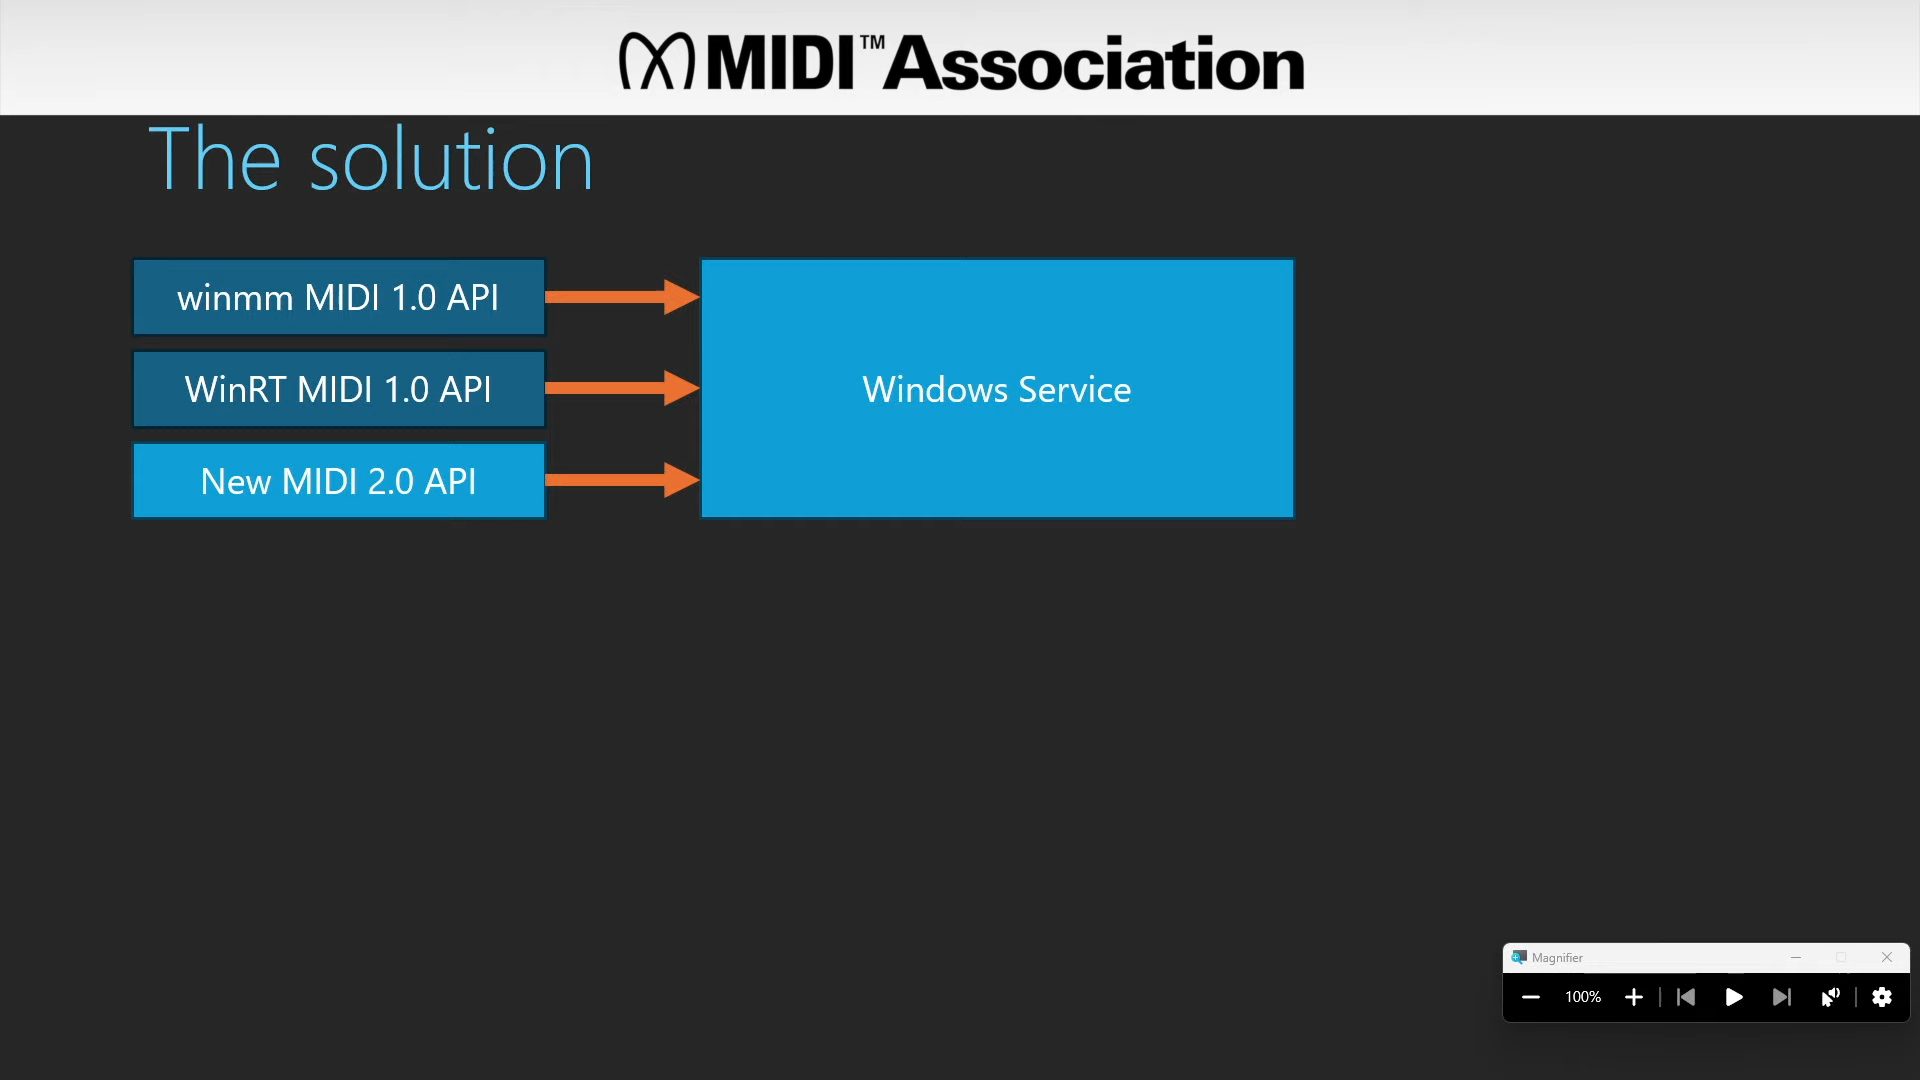 MIDI™Association
The solution
winmm MIDI 1.0 API
WinRT MIDI 1.0 API
New MIDI 2.0 API
Windows Service
Magnifier
100%